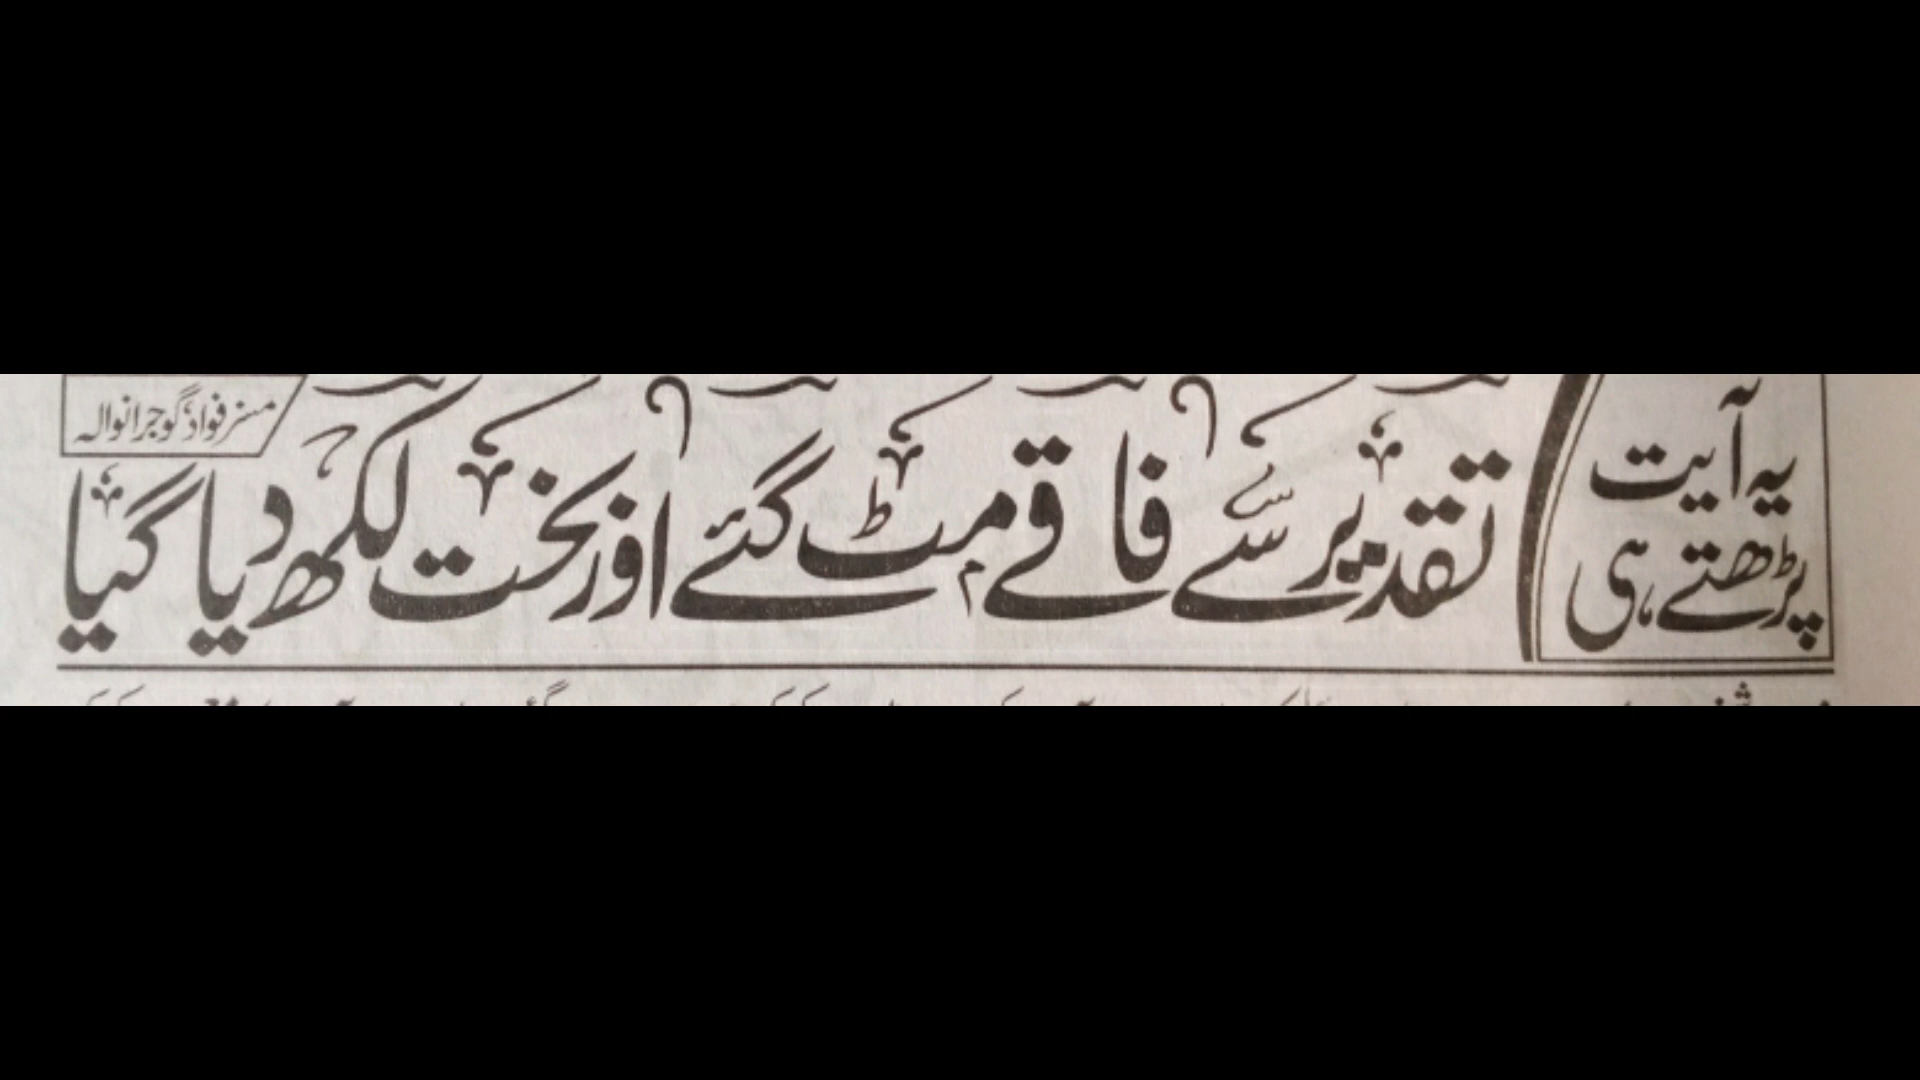 یہ آیت
پڑھتے ہی
تقدیر سے فاقے مٹ گئے اور بخت لکھ دیا گیا
مسز فواد، گوجرانوالہ